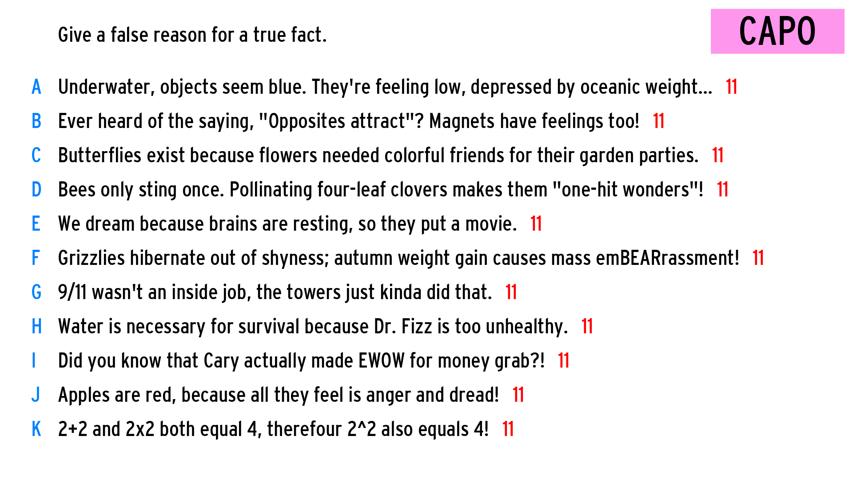 Give a false reason for a true fact.
CAPO
A Underwater, objects seem blue. They're feeling low, depressed by oceanic weight... 11
B Ever heard of the saying, "Opposites attract"? Magnets have feelings too! 11
C Butterflies exist because flowers needed colorful friends for their garden parties. 11
D Bees only sting once. Pollinating four-leaf clovers makes them "one-hit wonders"! 11
E We dream because brains are resting, so they put a movie. 11
F Grizzlies hibernate out of shyness; autumn weight gain causes mass emBEARrassment! 11
G 9/11 wasn't an inside job, the towers just kinda did that. 11
H Water is necessary for survival because Dr. Fizz is too unhealthy. 11
I Did you know that Cary actually made EWOW for money grab?! 11
J Apples are red, because all they feel is anger and dread! 11
K 2+2 and 2x2 both equal 4, therefour 2^2 also equals 4! 11